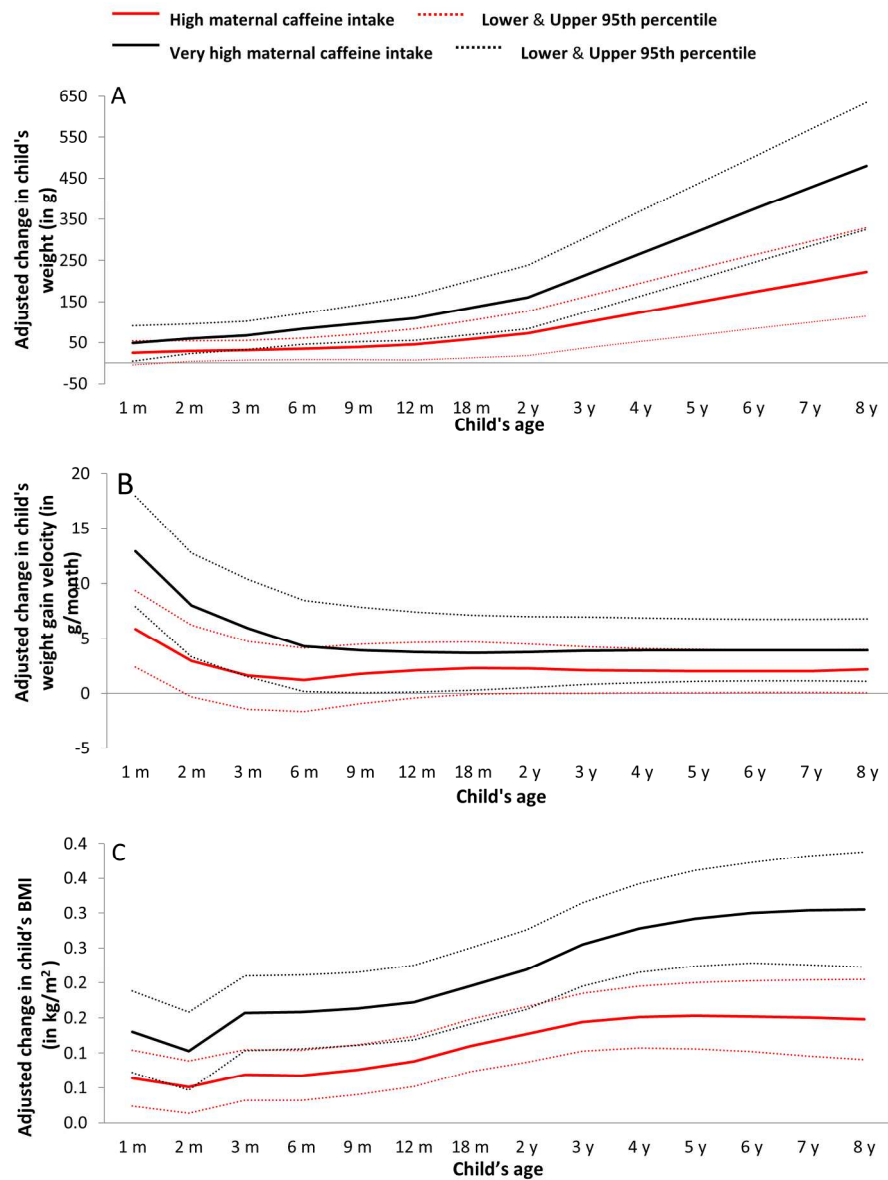 High maternal caffeine intake Lower & Upper 95th percentile
Very high maternal caffeine intake Lower & Upper 95th percentile
A
650
550
450
350
250
150
50
-50
Adjusted change in child's
weight (in g)
1 m 2 m 3 m 6 m 9 m 12 m 18 m 2 y 3 y 4 y 5 y 6 y 7 y 8 y
Child's age
B
20
15
10
5
0
-5
Adjusted change in child's
weight gain velocity (in
g/month)
1 m 2 m 3 m 6 m 9 m 12 m 18 m 2 y 3 y 4 y 5 y 6 y 7 y 8 y
Child's age
C
0.4
0.4
0.3
0.3
0.2
0.2
0.1
0.1
0.0
Adjusted change in child’s BMI
(in kg/m²)
1 m 2 m 3 m 6 m 9 m 12 m 18 m 2 y 3 y 4 y 5 y 6 y 7 y 8 y
Child’s age